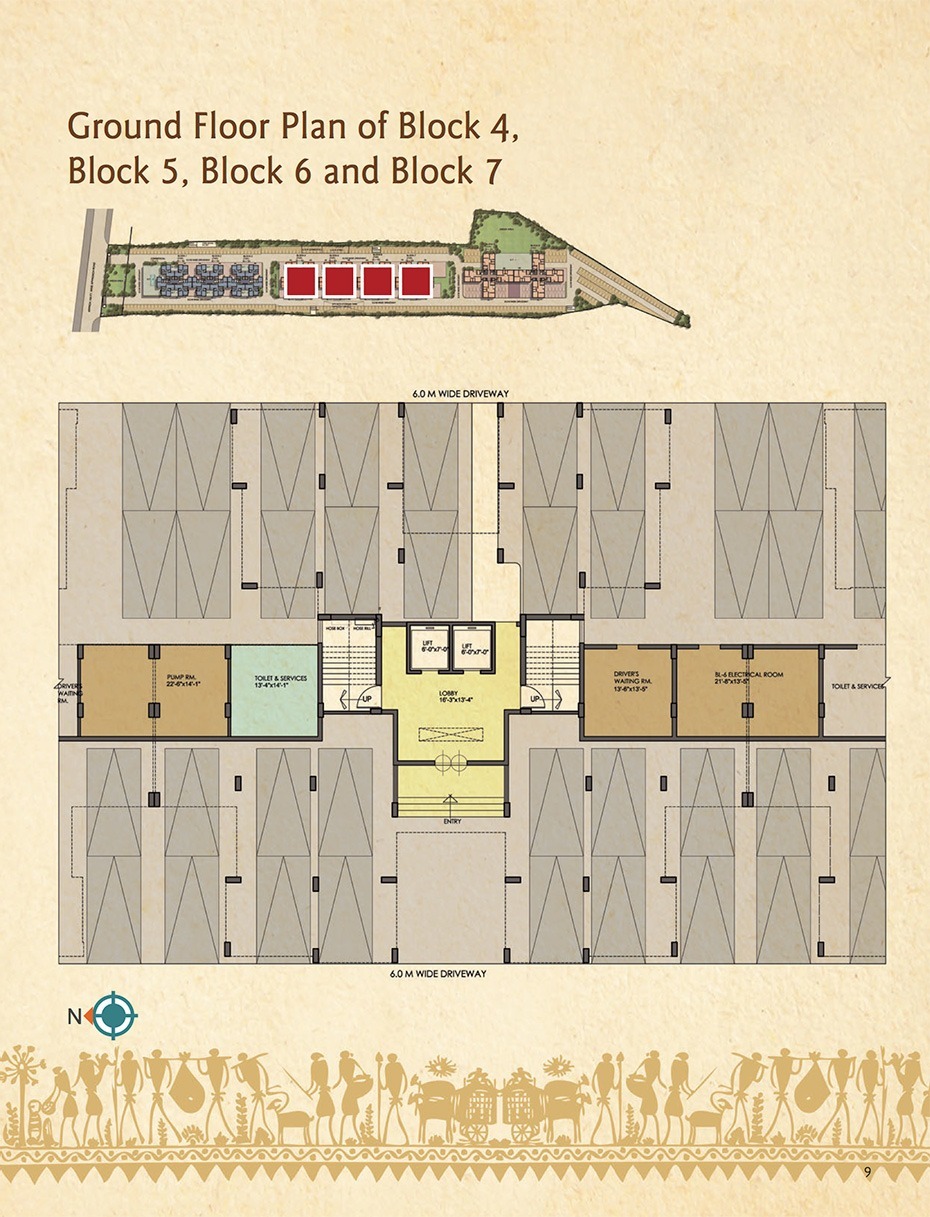 Ground Floor Plan of Block 4,
Block 5, Block 6 and Block 7
6.0 M WIDE DRIVEWAY
HOSE BOX
HOSE REEL
LIFT
6'-0"x7'-0"
LIFT
6'-0"x7'-0"
DRIVER'S
WAITING
RM.
PUMP RM.
22'-6"x14'-1"
TOILET & SERVICES
13'-4"x14'-1"
UP
LOBBY
16'-3"x13'-4"
UP
DRIVER'S
WAITING RM.
13'-6"x13'-5"
BL-6 ELECTRICAL ROOM
21'-8"x13'-5"
TOILET & SERVICES
ENTRY
6.0 M WIDE DRIVEWAY
N
9